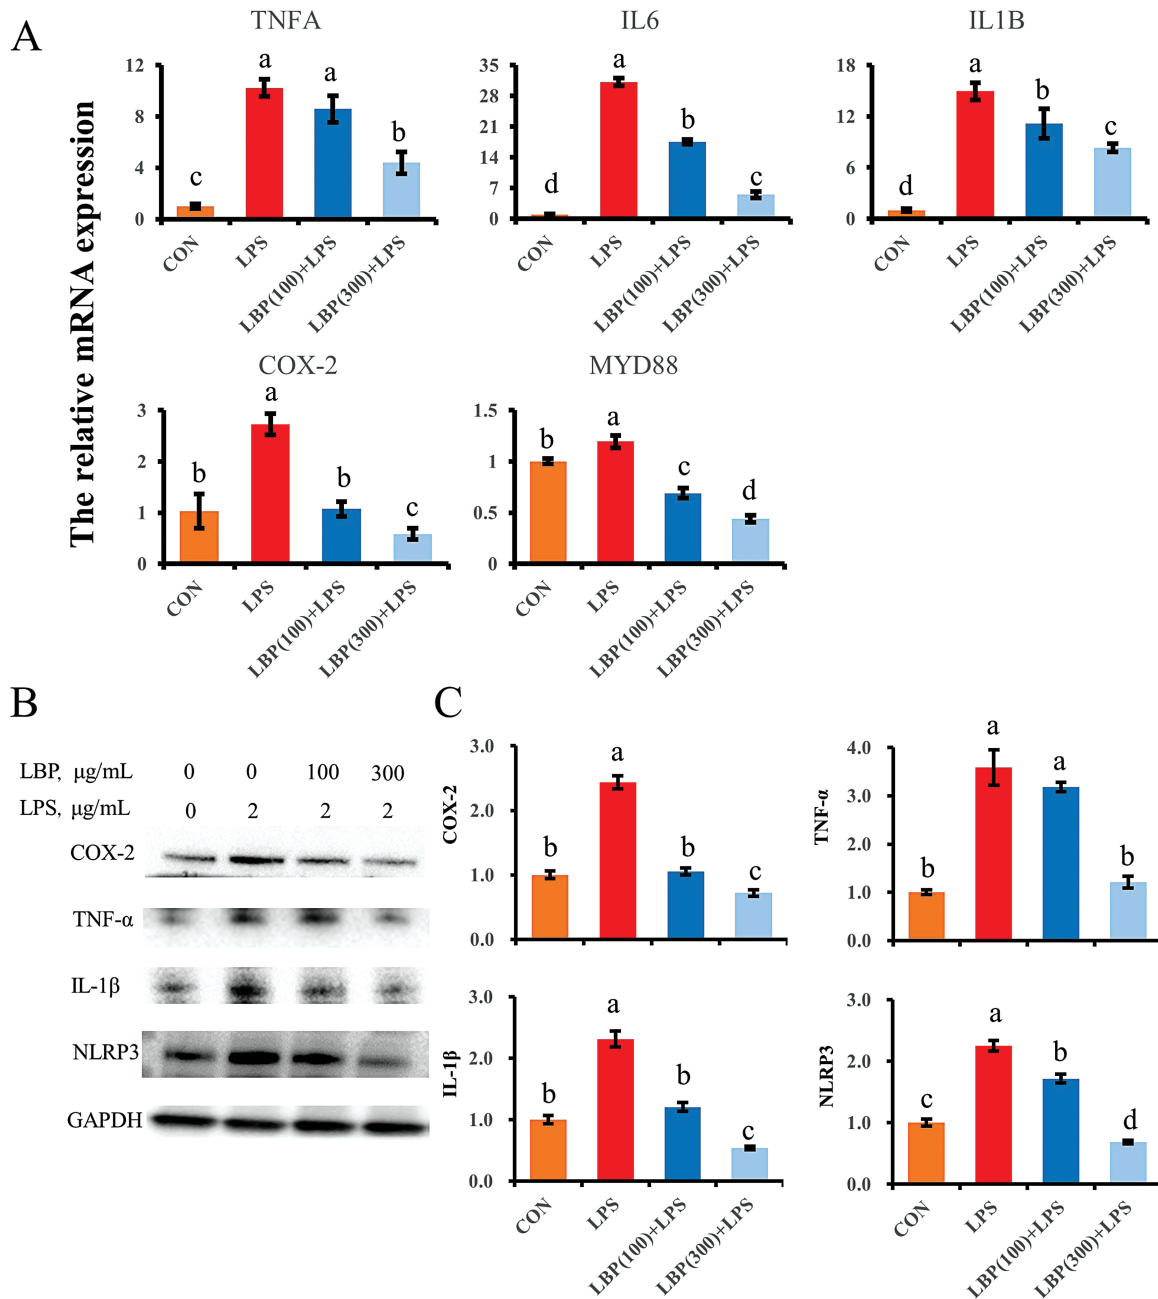 A
The relative mRNA expression
TNFA
12
8
4
0
c
a
a
b
CON
LPS
LBP(100)+LPS
LBP(300)+LPS
IL6
35
28
21
14
7
0
d
a
b
c
CON
LPS
LBP(100)+LPS
LBP(300)+LPS
IL1B
18
12
6
0
d
a
b
c
CON
LPS
LBP(100)+LPS
LBP(300)+LPS
COX-2
3
2
1
0
b
a
b
c
CON
LPS
LBP(100)+LPS
LBP(300)+LPS
MYD88
1.5
1
0.5
0
b
a
c
d
CON
LPS
LBP(100)+LPS
LBP(300)+LPS
B
LBP, μg/mL 0 0 100 300
LPS, μg/mL 0 2 2 2
COX-2
TNF-α
IL-1β
NLRP3
GAPDH
C
COX-2
3.0
2.0
1.0
0.0
b
a
b
c
TNF-α
4.0
3.0
2.0
1.0
0.0
b
a
a
b
IL-1β
3.0
2.0
1.0
0.0
b
a
b
c
CON
LPS
LBP(100)+LPS
LBP(300)+LPS
NLRP3
3.0
2.0
1.0
0.0
c
a
b
d
CON
LPS
LBP(100)+LPS
LBP(300)+LPS